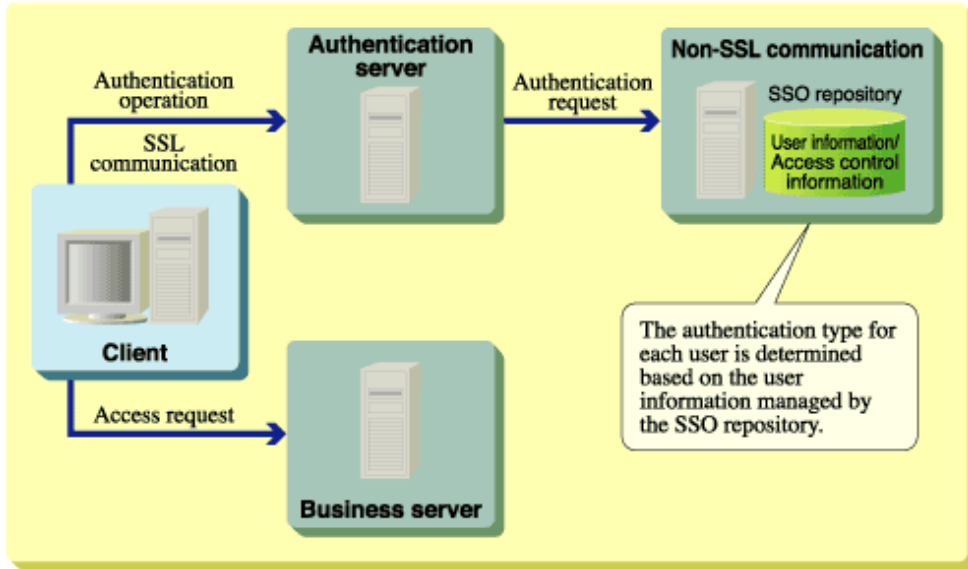 Authentication
operation
SSL
communication
Client
Access request
Authentication
server
Business server
Authentication
request
Non-SSL communication
SSO repository
User information/
Access control
information
The authentication type for
each user is determined
based on the user
information managed by
the SSO repository.